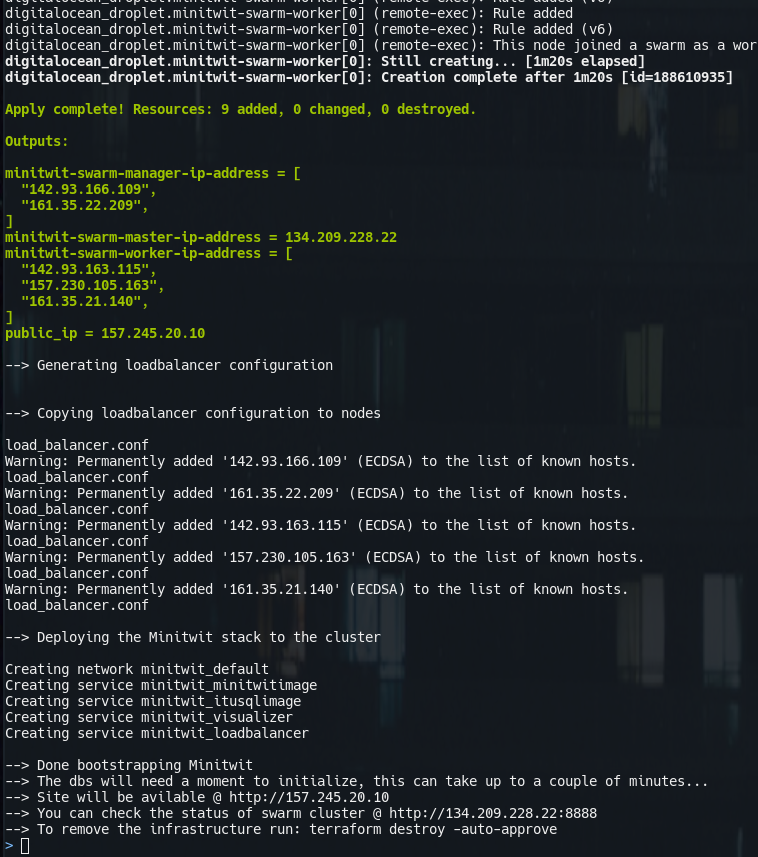 digitalocean_droplet.minitwit-swarm-worker[0] (remote-exec): Rule added (v6)
digitalocean_droplet.minitwit-swarm-worker[0] (remote-exec): Rule added
digitalocean_droplet.minitwit-swarm-worker[0] (remote-exec): Rule added (v6)
digitalocean_droplet.minitwit-swarm-worker[0] (remote-exec): This node joined a swarm as a wor
digitalocean_droplet.minitwit-swarm-worker[0]: Still creating... [1m20s elapsed]
digitalocean_droplet.minitwit-swarm-worker[0]: Creation complete after 1m20s [id=188610935]
Apply complete! Resources: 9 added, 0 changed, 0 destroyed.
Outputs:
minitwit-swarm-manager-ip-address = [
"142.93.166.109",
"161.35.22.209",
]
minitwit-swarm-master-ip-address = 134.209.228.22
minitwit-swarm-worker-ip-address = [
"142.93.163.115",
"157.230.105.163",
"161.35.21.140",
]
public_ip = 157.245.20.10
--> Generating loadbalancer configuration
--> Copying loadbalancer configuration to nodes
load_balancer.conf
Warning: Permanently added '142.93.166.109' (ECDSA) to the list of known hosts.
load_balancer.conf
Warning: Permanently added '161.35.22.209' (ECDSA) to the list of known hosts.
load_balancer.conf
Warning: Permanently added '142.93.163.115' (ECDSA) to the list of known hosts.
load_balancer.conf
Warning: Permanently added '157.230.105.163' (ECDSA) to the list of known hosts.
load_balancer.conf
Warning: Permanently added '161.35.21.140' (ECDSA) to the list of known hosts.
load_balancer.conf
--> Deploying the Minitwit stack to the cluster
Creating network minitwit_default
Creating service minitwit_minitwitimage
Creating service minitwit_itusqlimage
Creating service minitwit_visualizer
Creating service minitwit_loadbalancer
--> Done bootstrapping Minitwit
--> The dbs will need a moment to initialize, this can take up to a couple of minutes...
--> Site will be avilable @ http://157.245.20.10
--> You can check the status of swarm cluster @ http://134.209.228.22:8888
--> To remove the infrastructure run: terraform destroy -auto-approve
>